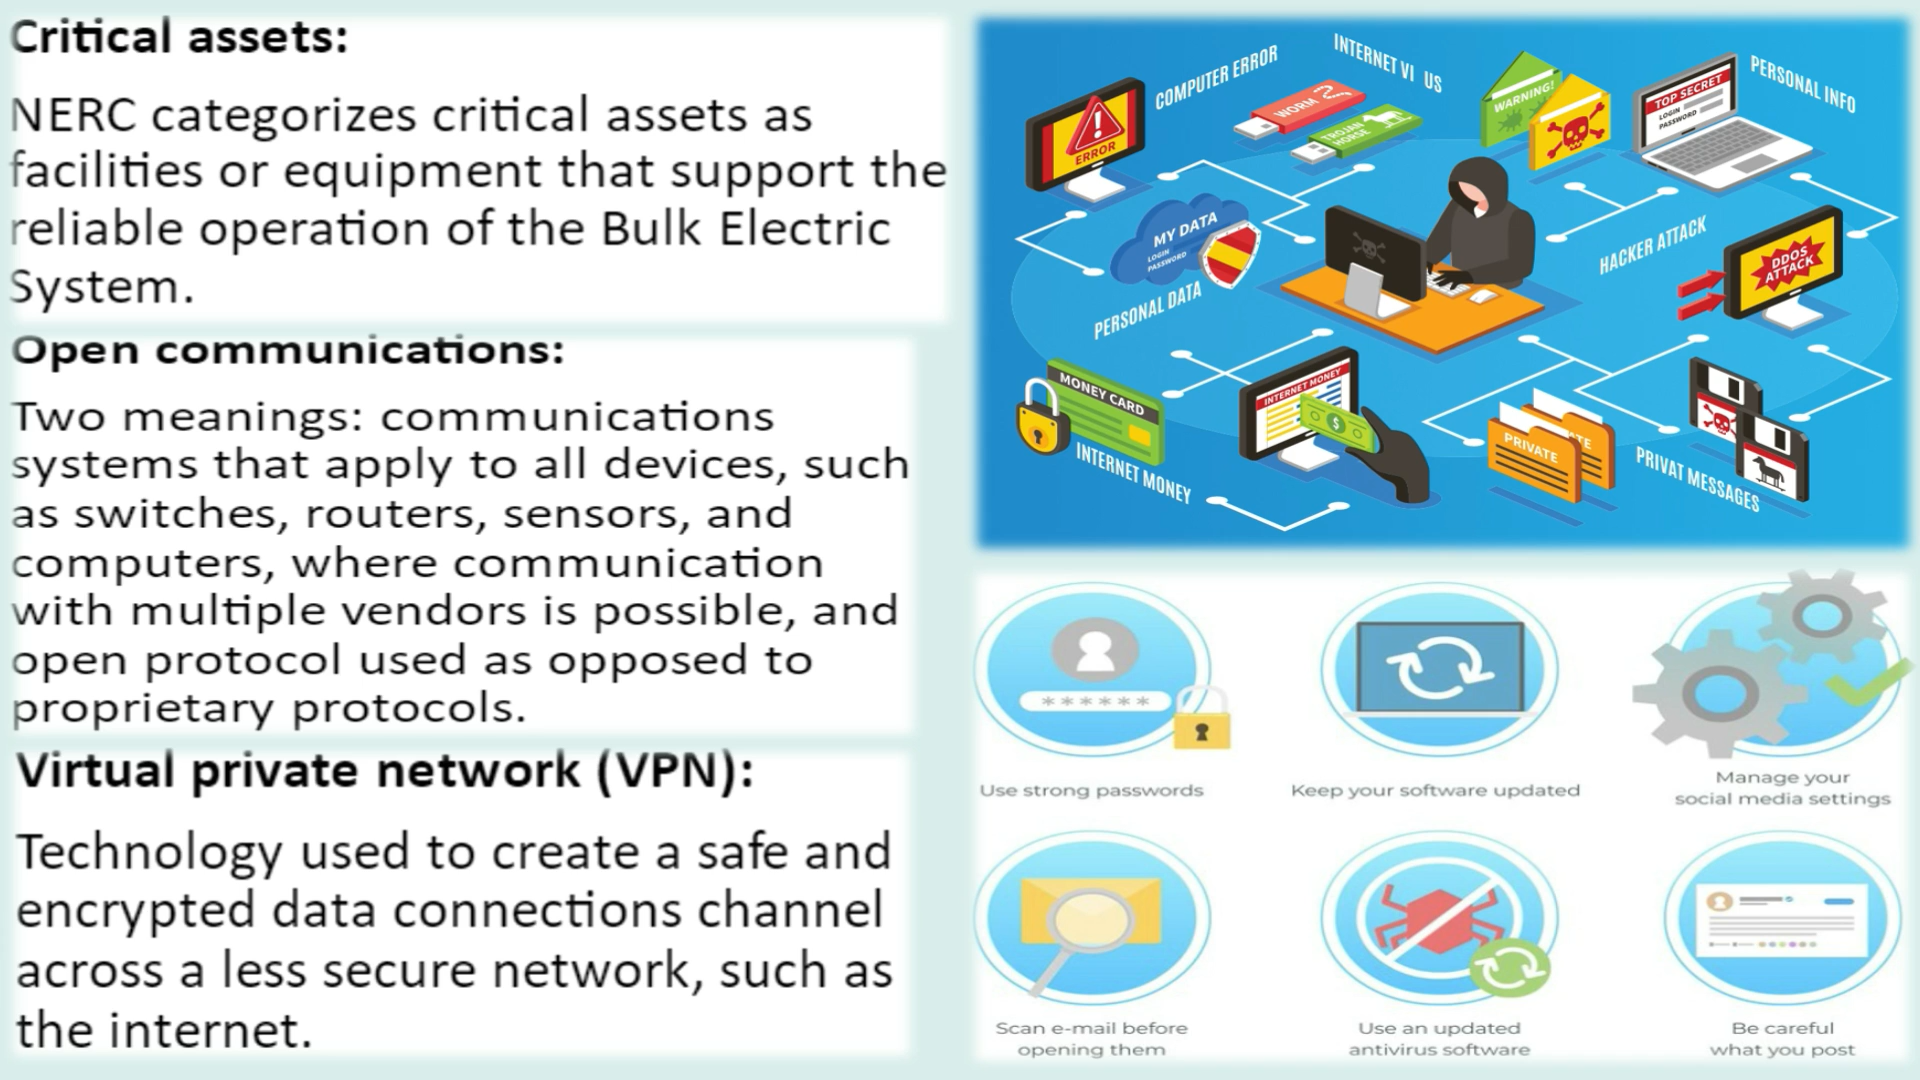 Critical assets:
NERC categorizes critical assets as
facilities or equipment that support the
reliable operation of the Bulk Electric
System.
Open communications:
Two meanings: communications
systems that apply to all devices, such
as switches, routers, sensors, and
computers, where communication
with multiple vendors is possible, and
open protocol used as opposed to
proprietary protocols.
Virtual private network (VPN):
Technology used to create a safe and
encrypted data connections channel
across a less secure network, such as
the internet.
COMPUTER ERROR
INTERNET VI US
PERSONAL INFO
ERROR
WORM
TROJAN
HORSE
WARNING!
TOP SECRET
LOGIN
PASSWORD
MY DATA
LOGIN
PASSWORD
PERSONAL DATA
HACKER ATTACK
DDOS
ATTACK
MONEY CARD
INTERNET MONEY
INTERNET MONEY
PRIVATE
PRIVAT MESSAGES
******
Use strong passwords
Keep your software updated
Manage your
social media settings
Scan e-mail before
opening them
Use an updated
antivirus software
Be careful
what you post